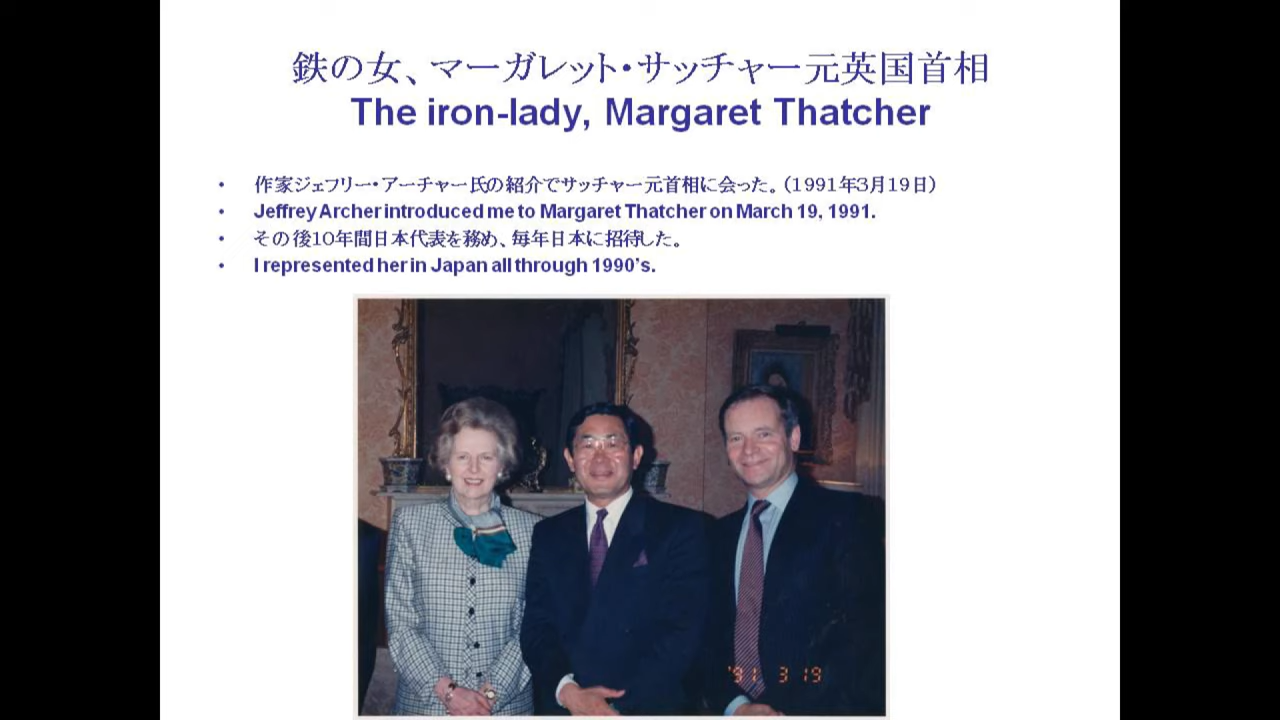 鉄の女、マーガレット・サッチャー元英国首相
The iron-lady, Margaret Thatcher
• 作家ジェフリー・アーチャー氏の紹介でサッチャー元首相に会った。(1991年3月19日)
• Jeffrey Archer introduced me to Margaret Thatcher on March 19, 1991.
• その後10年間日本代表を務め、毎年日本に招待した。
• I represented her in Japan all through 1990's.
'91 3 19